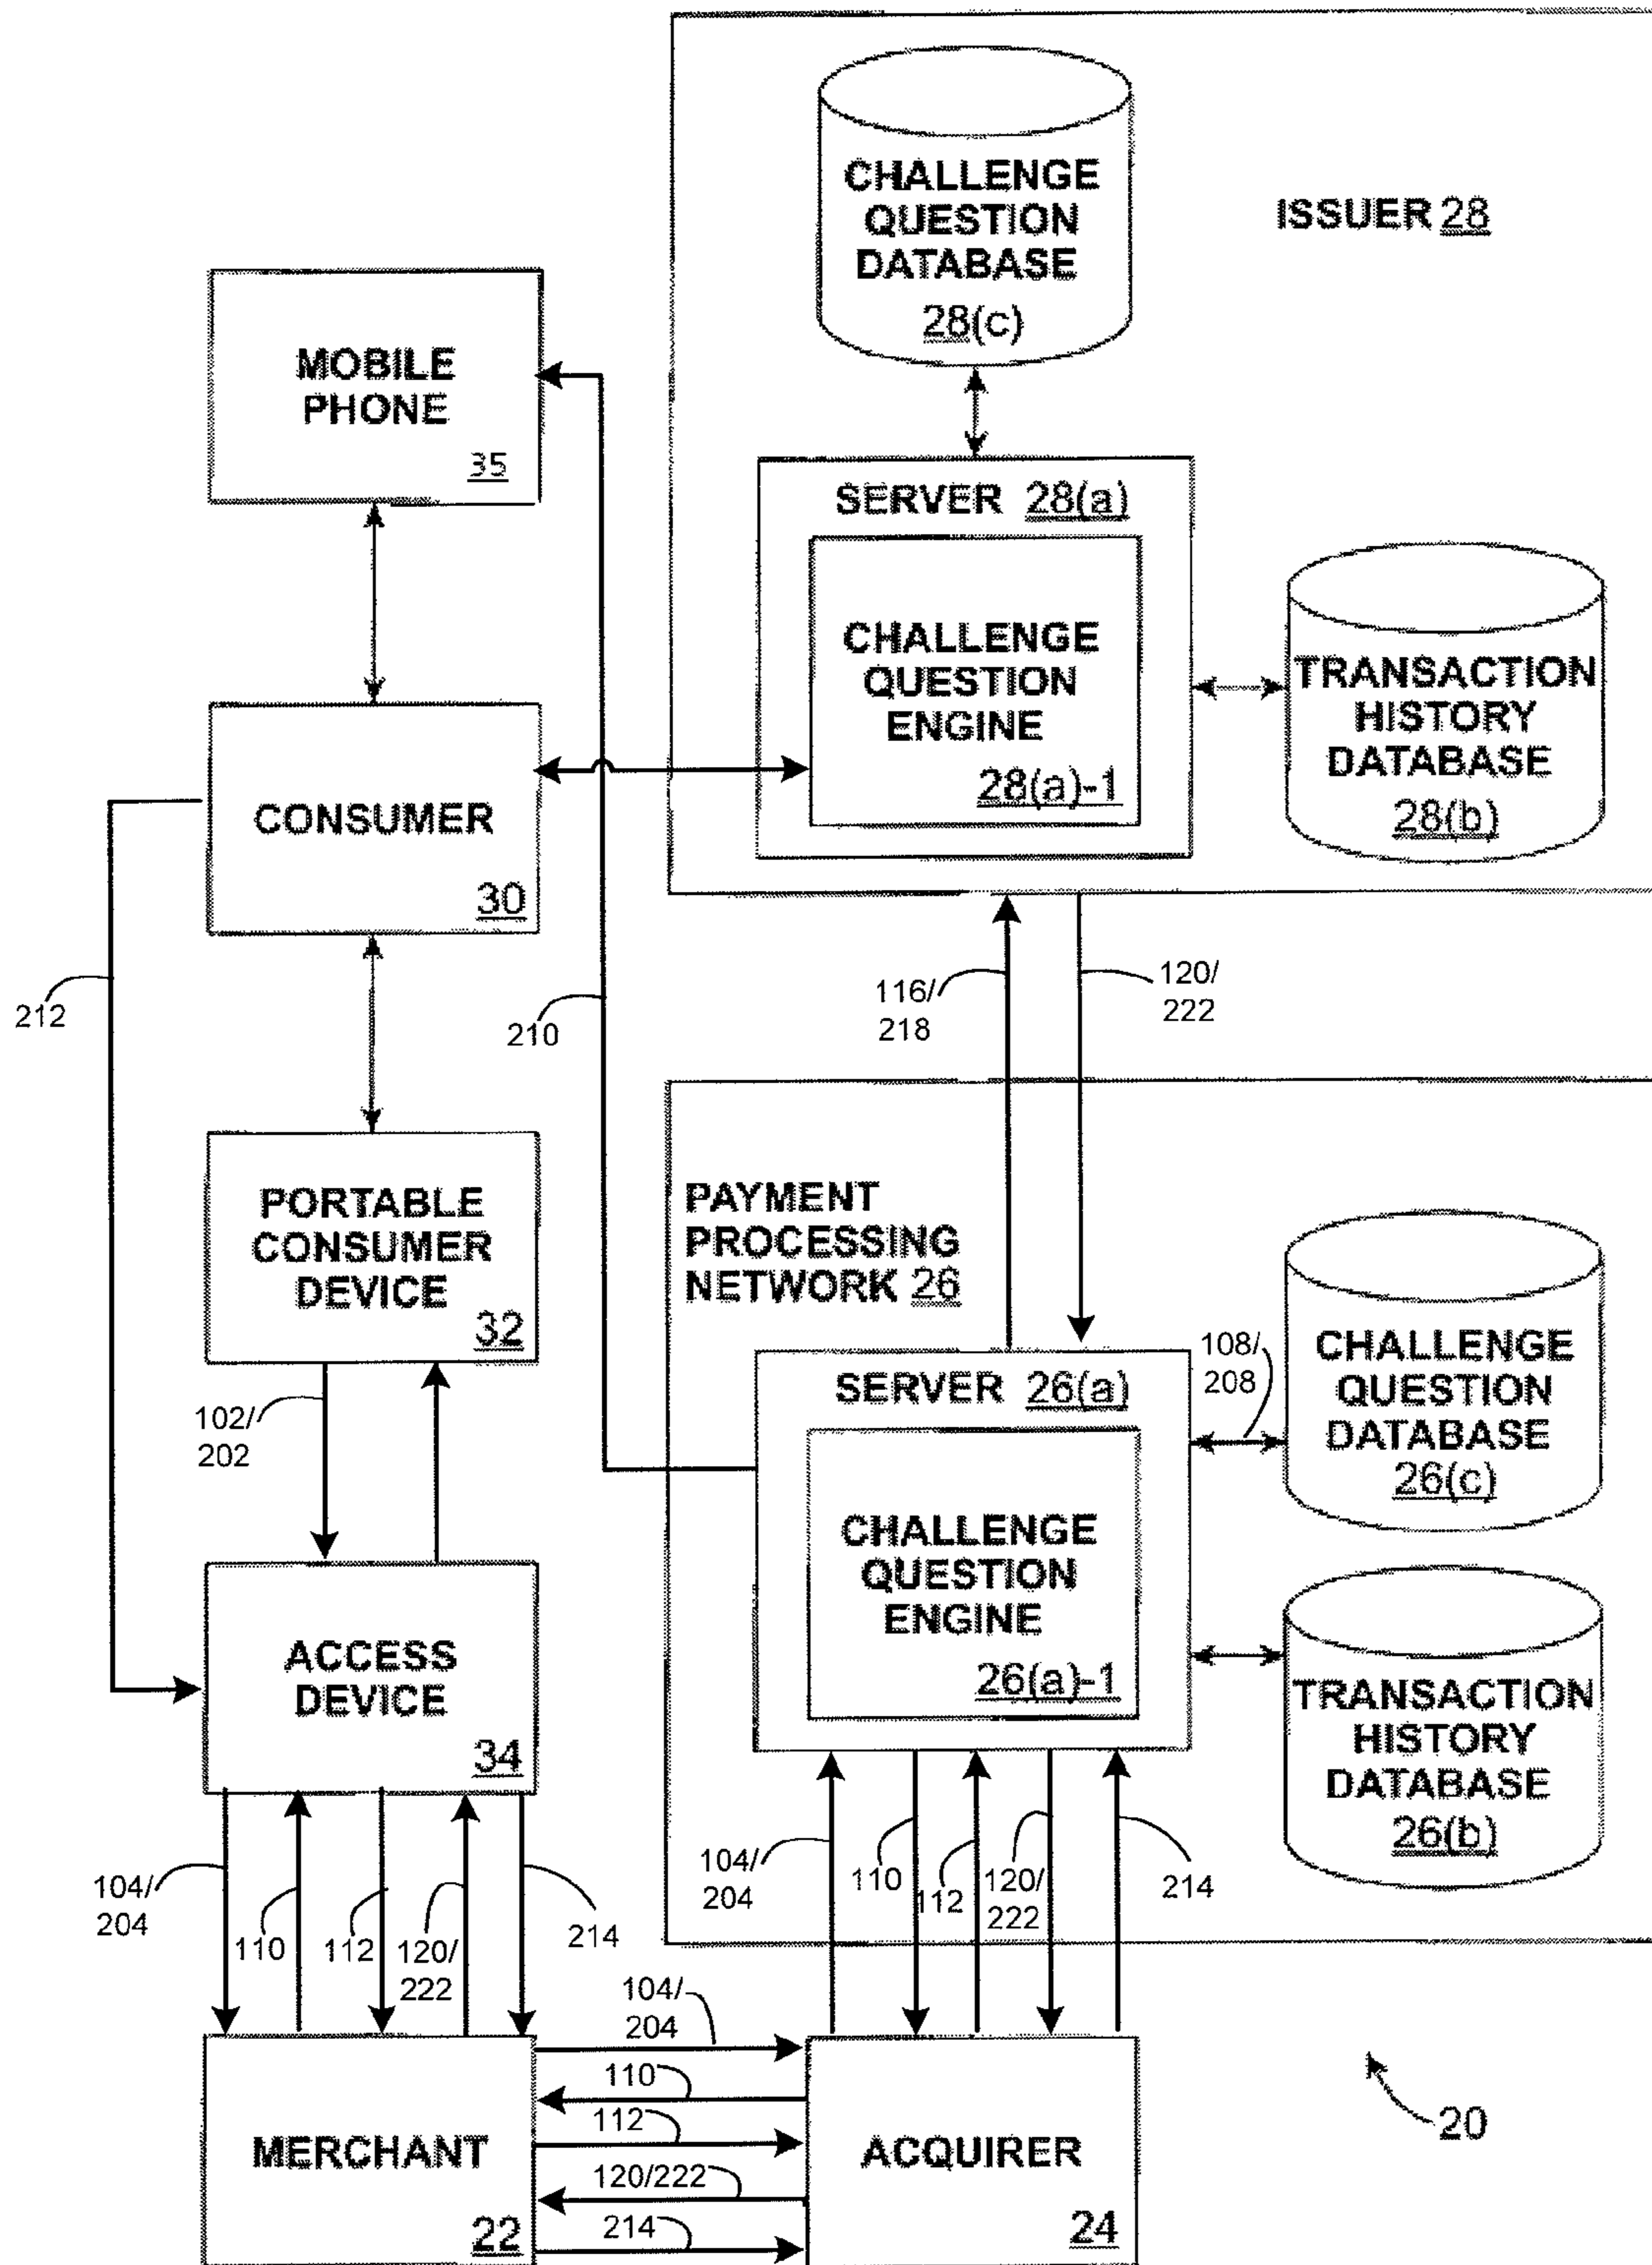 CHALLENGE
QUESTION
DATABASE
28(c)
ISSUER 28
MOBILE
PHONE
35
SERVER 28(a)
CHALLENGE
QUESTION
ENGINE
28(a)-1
TRANSACTION
HISTORY
DATABASE
28(b)
CONSUMER
30
212
210
116/
218
120/
222
PORTABLE
CONSUMER
DEVICE
32
PAYMENT
PROCESSING
NETWORK 26
102/
202
SERVER 26(a)
CHALLENGE
QUESTION
ENGINE
26(a)-1
108/
208
CHALLENGE
QUESTION
DATABASE
26(c)
TRANSACTION
HISTORY
DATABASE
26(b)
ACCESS
DEVICE
34
104/
204
110
112
120/
222
214
104/
204
110
112
120/
222
214
104/
204
110
112
120/222
214
MERCHANT
22
ACQUIRER
24
20